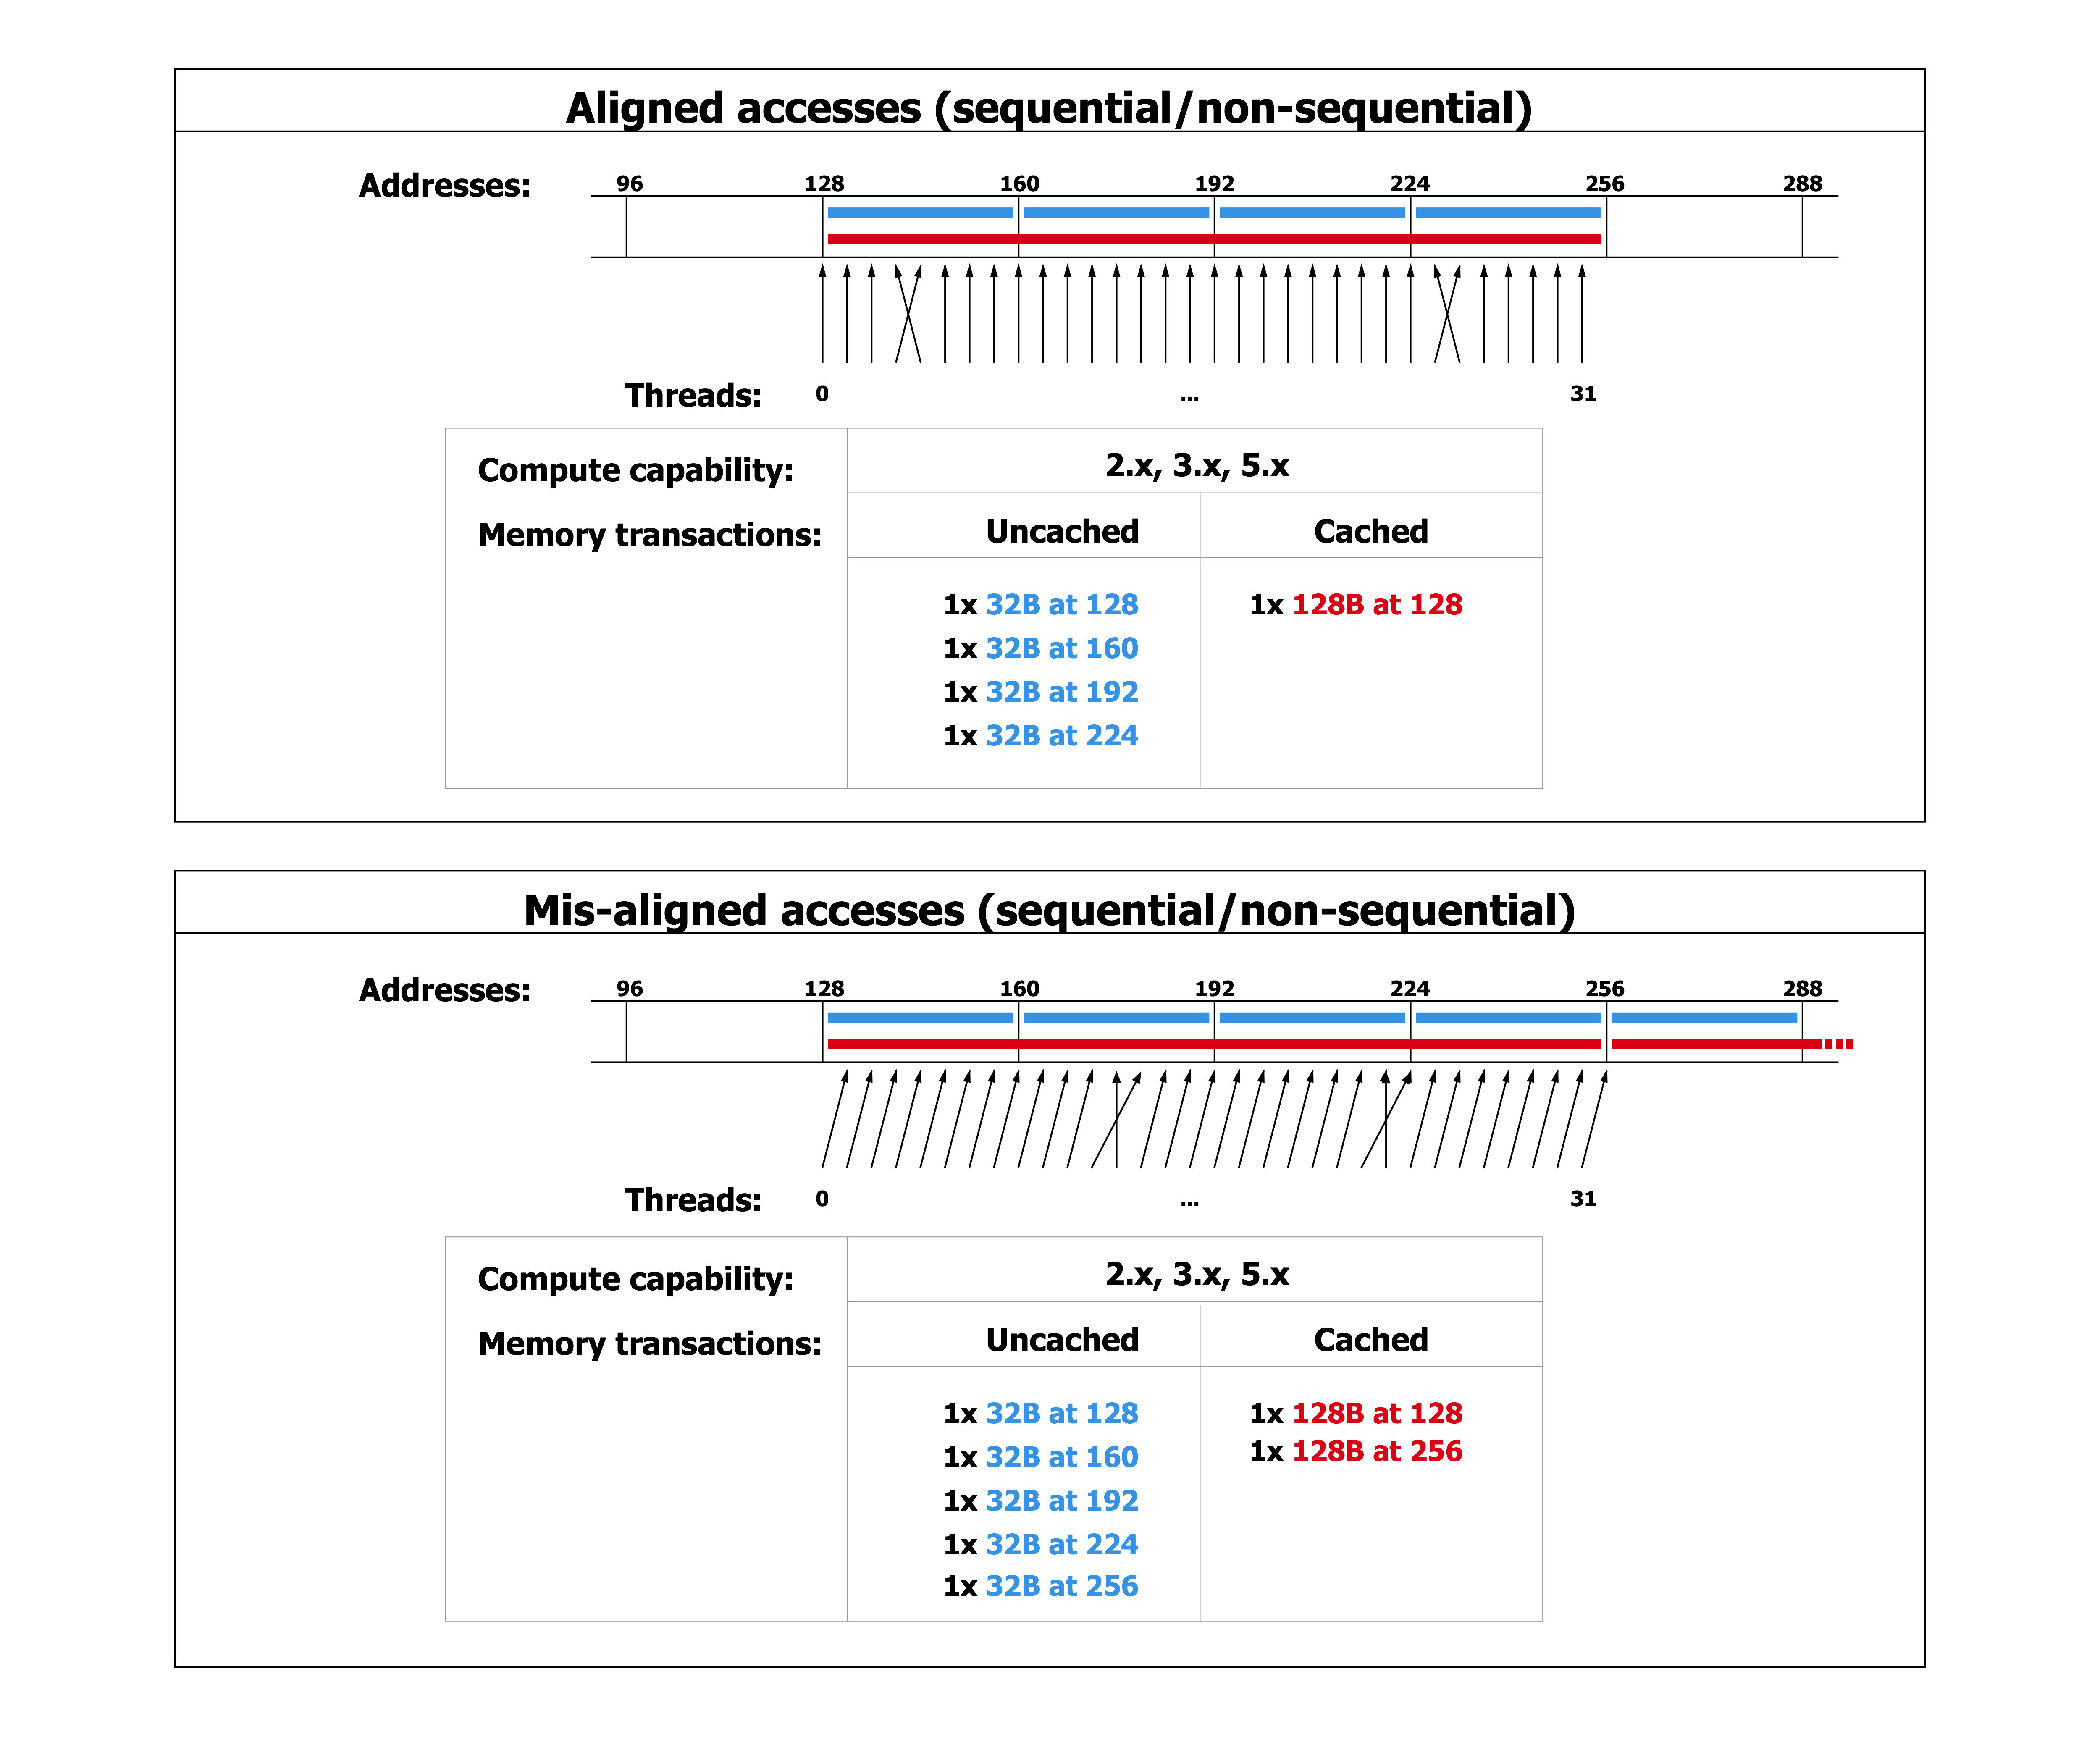 Aligned accesses (sequential/non-sequential)
Addresses: 96 128 160 192 224 256 288
Threads: 0 ... 31
Compute capability: 2.x, 3.x, 5.x
Memory transactions: Uncached Cached
1x 32B at 128 1x 128B at 128
1x 32B at 160
1x 32B at 192
1x 32B at 224
Mis-aligned accesses (sequential/non-sequential)
Addresses: 96 128 160 192 224 256 288
Threads: 0 ... 31
Compute capability: 2.x, 3.x, 5.x
Memory transactions: Uncached Cached
1x 32B at 128 1x 128B at 128
1x 32B at 160 1x 128B at 256
1x 32B at 192
1x 32B at 224
1x 32B at 256